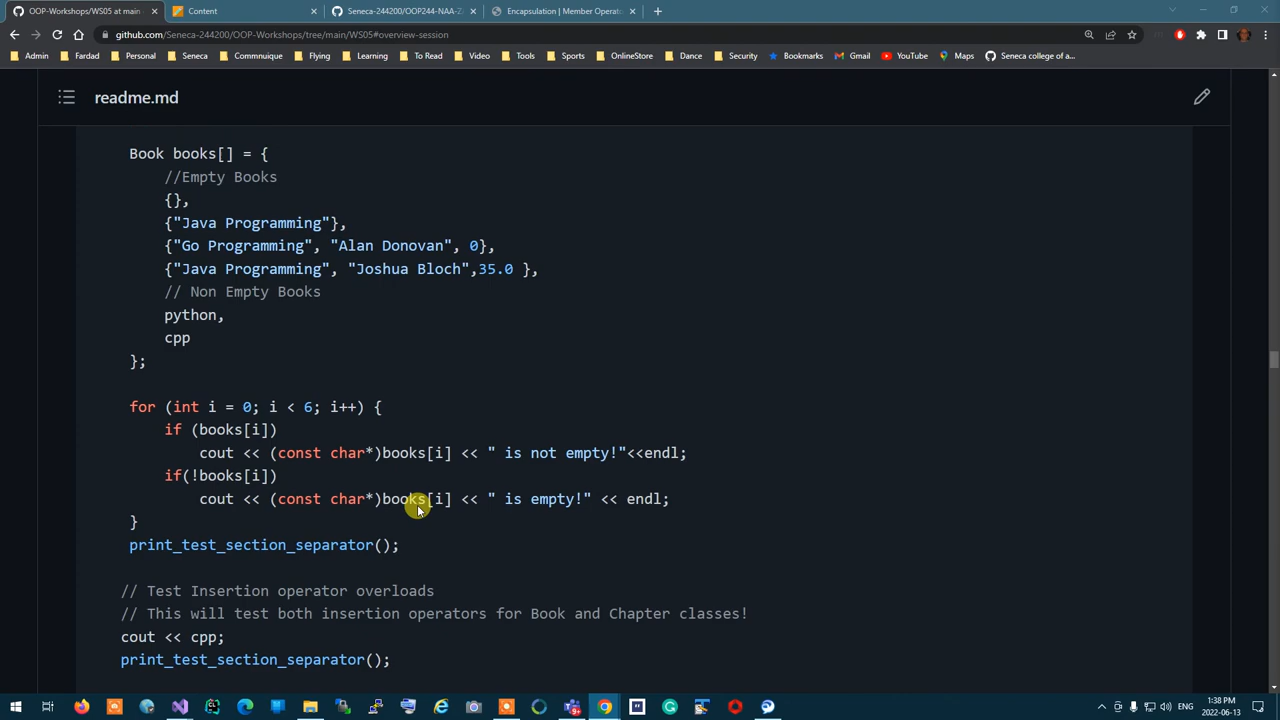 OOP-Workshops/WS05 at main
Content
Seneca-244200/OOP244-NAA-Z
Encapsulation | Member Operato
github.com/Seneca-244200/OOP-Workshops/tree/main/WS05#overview-session
Admin Fardad Personal Seneca Commnuique Flying Learning To Read Video Tools Sports OnlineStore Dance Security Bookmarks Gmail YouTube Maps Seneca college of a...
readme.md
Book books[] = {
//Empty Books
{},
{"Java Programming"},
{"Go Programming", "Alan Donovan", 0},
{"Java Programming", "Joshua Bloch",35.0 },
// Non Empty Books
python,
cpp
};
for (int i = 0; i < 6; i++) {
if (books[i])
cout << (const char*)books[i] << " is not empty!"<<endl;
if(!books[i])
cout << (const char*)books[i] << " is empty!" << endl;
}
print_test_section_separator();
// Test Insertion operator overloads
// This will test both insertion operators for Book and Chapter classes!
cout << cpp;
print_test_section_separator();
ENG
1:38 PM
2022-06-13